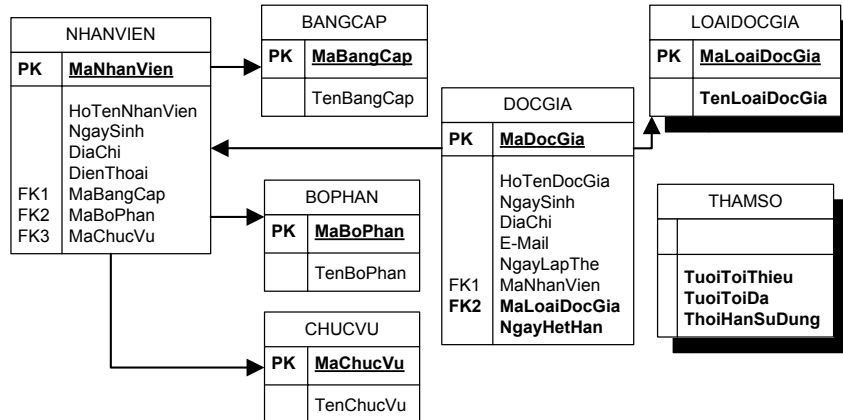 NHANVIEN
PK MaNhanVien
HoTenNhanVien
NgaySinh
DiaChi
DienThoai
FK1 MaBangCap
FK2 MaBoPhan
FK3 MaChucVu
BANGCAP
PK MaBangCap
TenBangCap
BOPHAN
PK MaBoPhan
TenBoPhan
CHUCVU
PK MaChucVu
TenChucVu
DOCGIA
PK MaDocGia
HoTenDocGia
NgaySinh
DiaChi
E-Mail
NgayLapThe
FK1 MaNhanVien
FK2 MaLoaiDocGia
NgayHetHan
LOAIDOCGIA
PK MaLoaiDocGia
TenLoaiDocGia
THAMSO
TuoiToiThieu
TuoiToiDa
ThoiHanSuDung